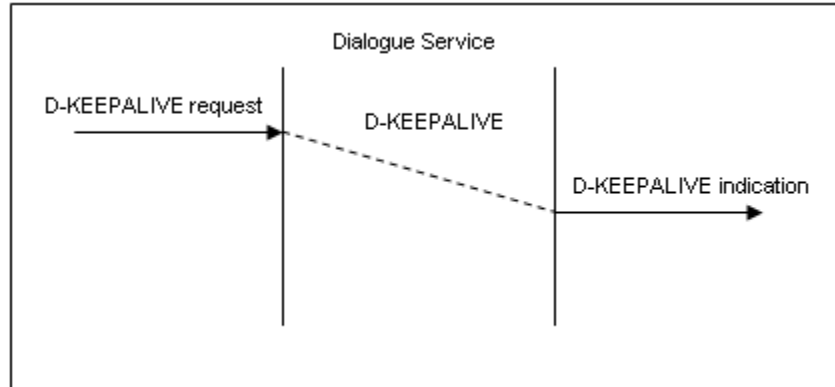 Dialogue Service
D-KEEPALIVE request
D-KEEPALIVE
D-KEEPALIVE indication